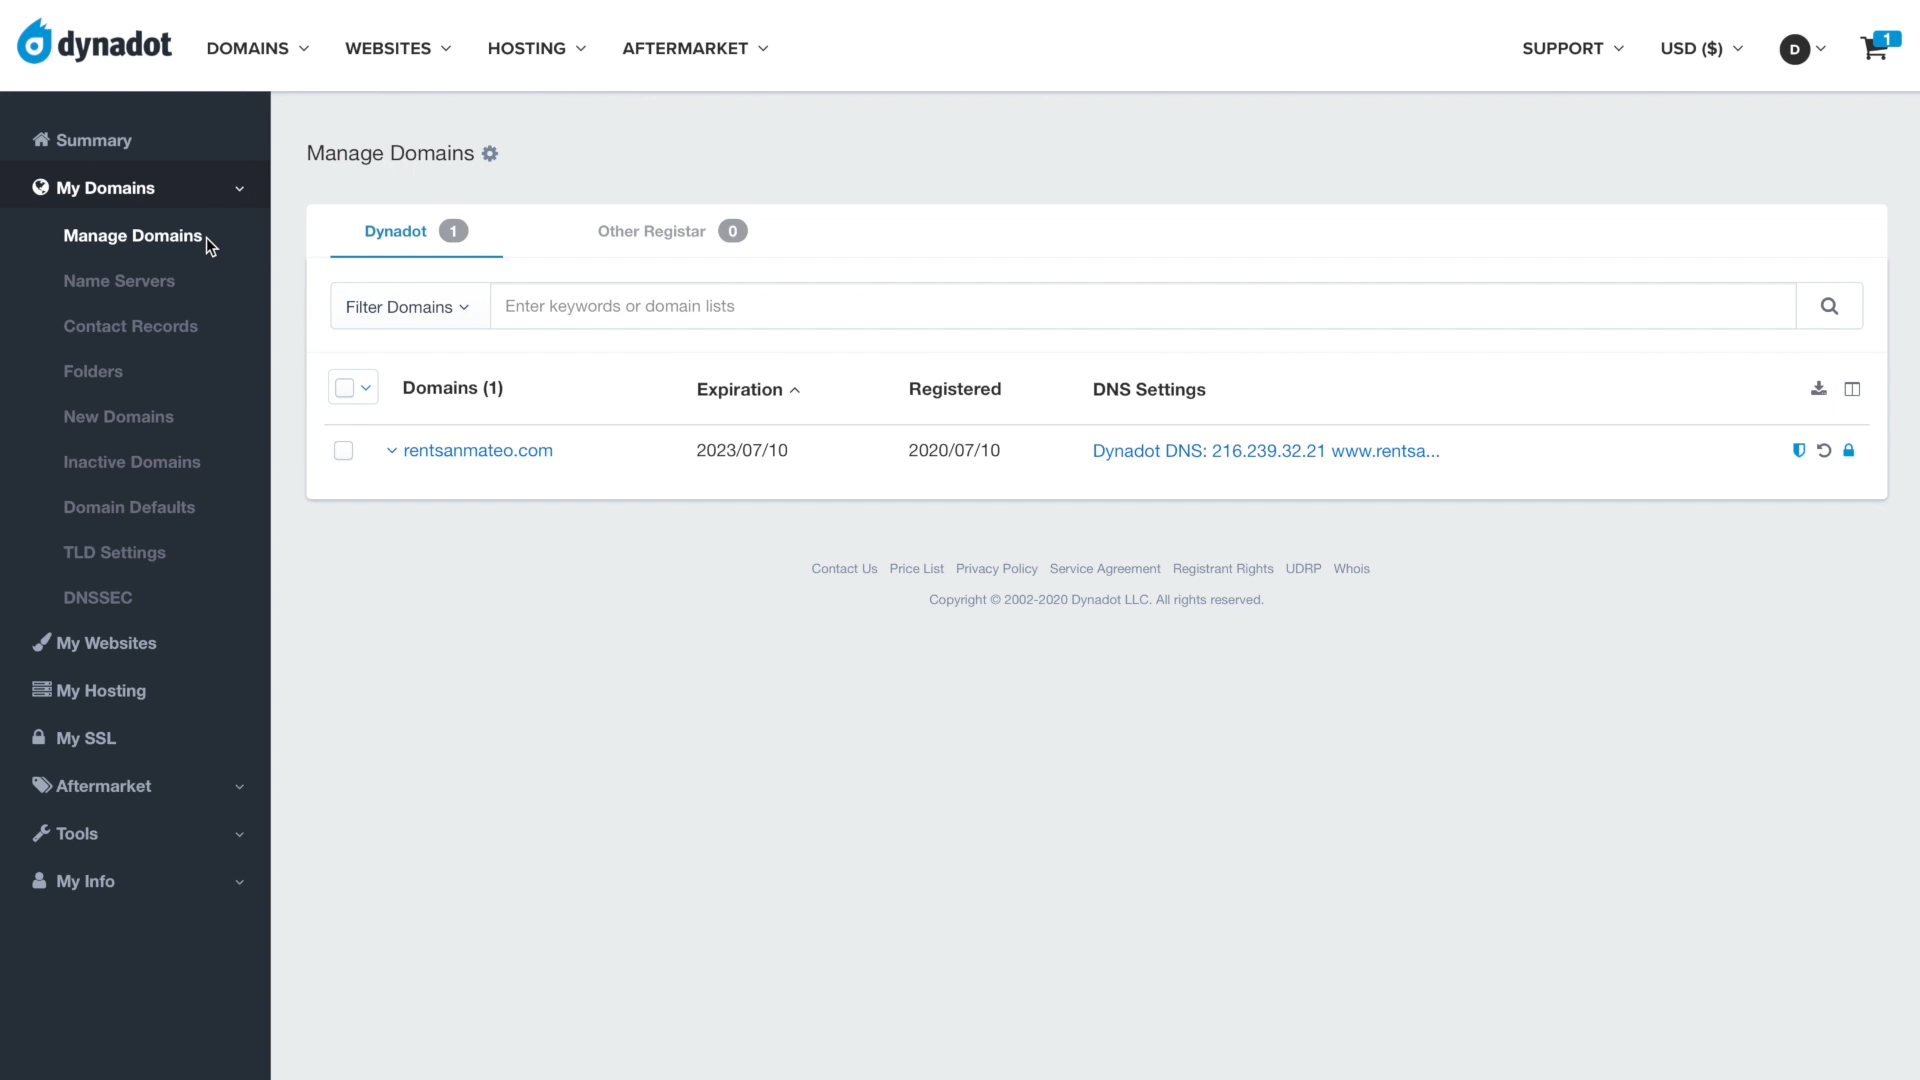 dynadot
DOMAINS
WEBSITES
HOSTING
AFTERMARKET
SUPPORT
USD ($)
D
1
Summary
My Domains
Manage Domains
Name Servers
Contact Records
Folders
New Domains
Inactive Domains
Domain Defaults
TLD Settings
DNSSEC
My Websites
My Hosting
My SSL
Aftermarket
Tools
My Info
Manage Domains
Dynadot 1
Other Registar 0
Filter Domains
Enter keywords or domain lists
Domains (1) Expiration Registered DNS Settings
rentsanmateo.com 2023/07/10 2020/07/10 Dynadot DNS: 216.239.32.21 www.rentsa...
Contact Us Price List Privacy Policy Service Agreement Registrant Rights UDRP Whois
Copyright © 2002-2020 Dynadot LLC. All rights reserved.